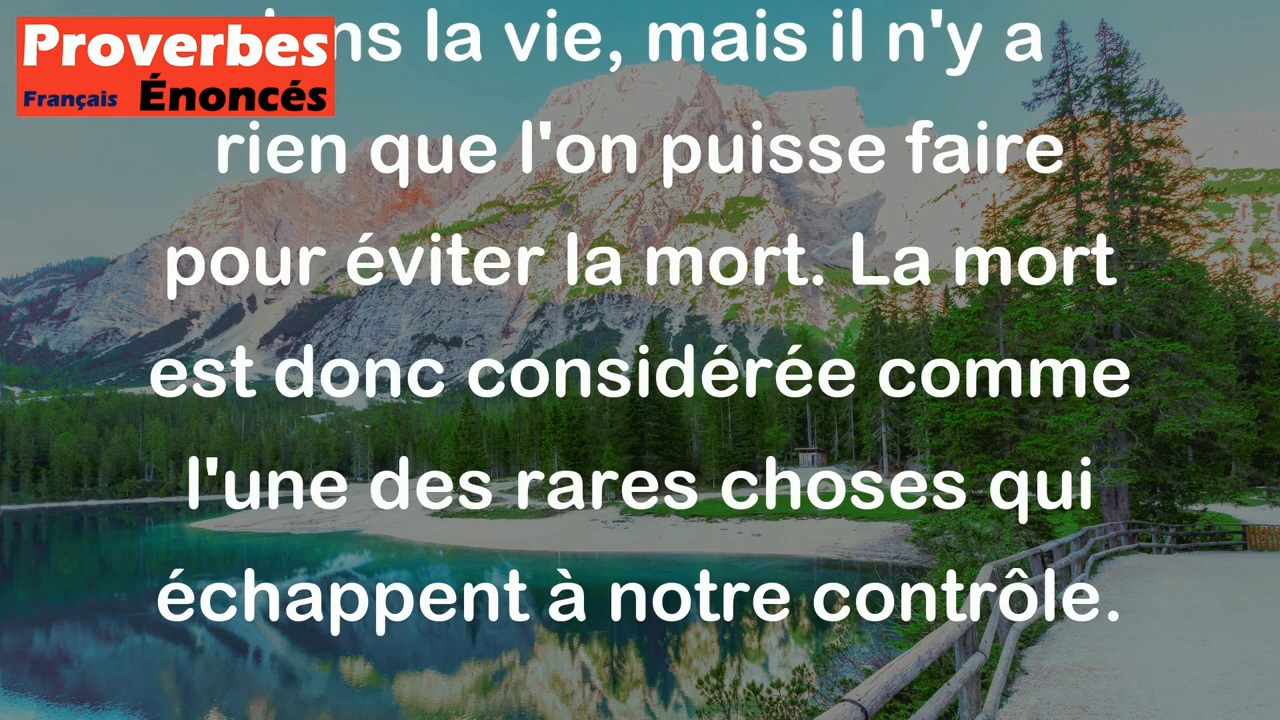 Proverbes
Français Énoncés
la vie, mais il n'y a
rien que l'on puisse faire
pour éviter la mort. La mort
est donc considérée comme
l'une des rares choses qui
échappent à notre contrôle.